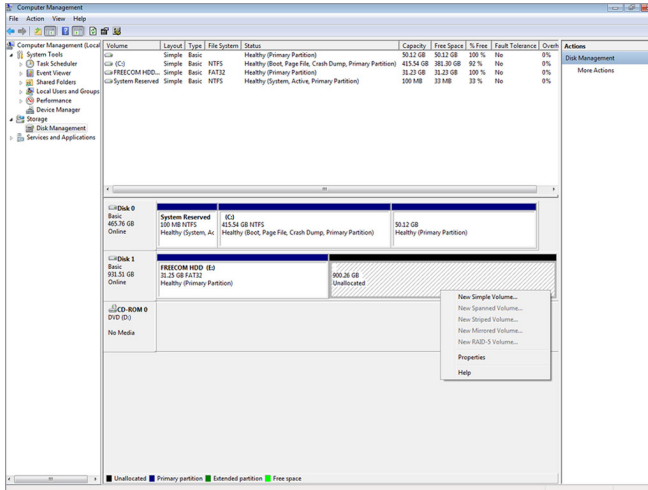 Computer Management
File Action View Help
Computer Management (Local
System Tools
Task Scheduler
Event Viewer
Shared Folders
Local Users and Groups
Performance
Device Manager
Storage
Disk Management
Services and Applications
Volume Layout Type File System Status Capacity Free Space % Free Fault Tolerance Overh
Simple Basic Healthy (Primary Partition) 50.12 GB 50.12 GB 100 % No 0%
(C:) Simple Basic NTFS Healthy (Boot, Page File, Crash Dump, Primary Partition) 415.54 GB 381.30 GB 92 % No 0%
FREECOM HDD... Simple Basic FAT32 Healthy (Primary Partition) 31.23 GB 31.23 GB 100 % No 0%
System Reserved Simple Basic NTFS Healthy (System, Active, Primary Partition) 100 MB 33 MB 33 % No 0%
Actions
Disk Management
More Actions
Disk 0
Basic
465.76 GB
Online
System Reserved
100 MB NTFS
Healthy (System, Ac
(C:)
415.54 GB NTFS
Healthy (Boot, Page File, Crash Dump, Primary Partition)
50.12 GB
Healthy (Primary Partition)
Disk 1
Basic
931.51 GB
Online
FREECOM HDD (E:)
31.25 GB FAT32
Healthy (Primary Partition)
900.26 GB
Unallocated
CD-ROM 0
DVD (D:)
No Media
New Simple Volume...
New Spanned Volume...
New Striped Volume...
New Mirrored Volume...
New RAID-5 Volume...
Properties
Help
Unallocated Primary partition Extended partition Free space